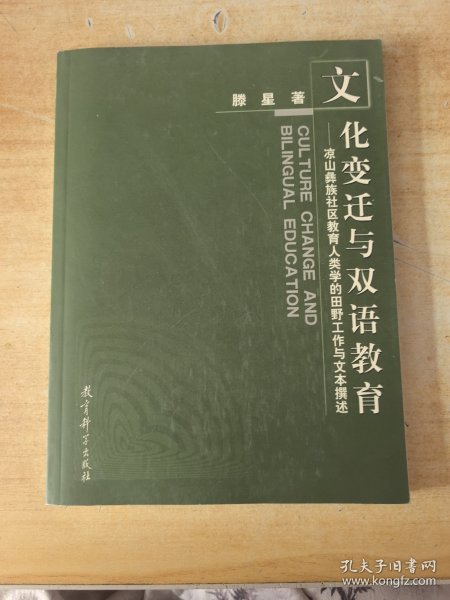 文化变迁与双语教育
——凉山彝族社区教育人类学的田野工作与文本撰述
滕星著
CULTURE CHANGE AND
BILINGUAL EDUCATION
教育科学出版社
孔夫子旧书网
www.kongfz.com